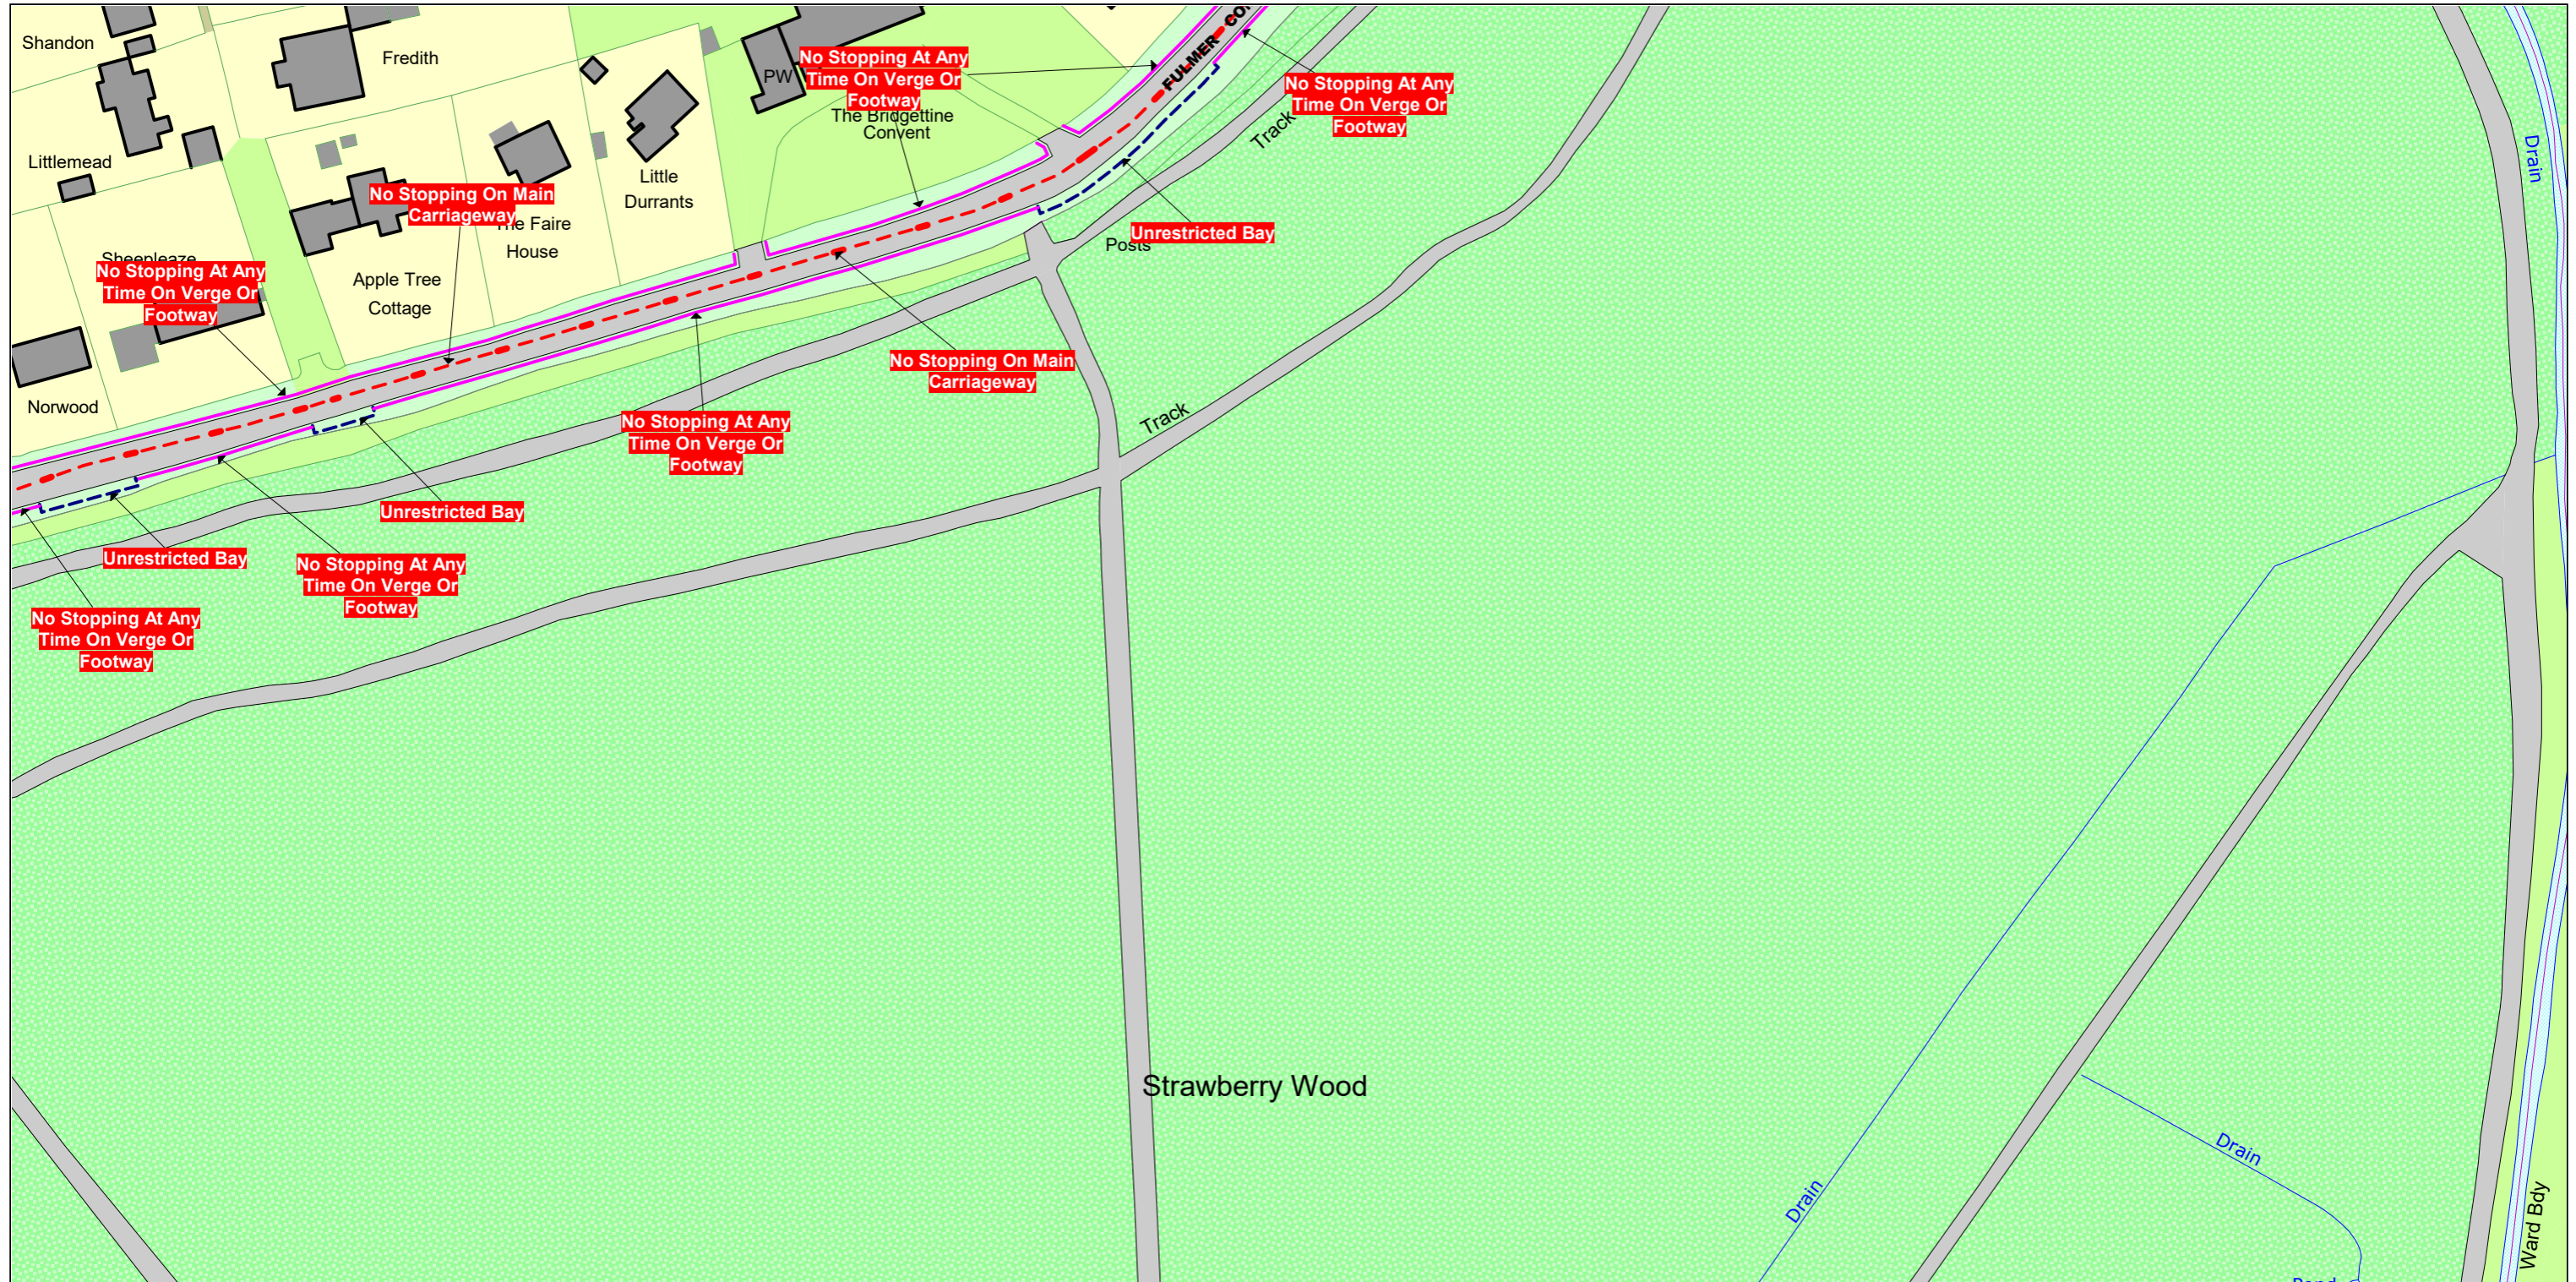 Shandon
Fredith
PW
No Stopping At Any
Time On Verge Or
Footway
FULMER
No Stopping At Any
Time On Verge Or
Footway
The Bridgettine
Convent
Track
Littlemead
Drain
Little
Durrants
No Stopping On Main
Carriageway
The Faire
House
Unrestricted Bay
Posts
Sheepleaze
No Stopping At Any
Time On Verge Or
Footway
Apple Tree
Cottage
No Stopping On Main
Carriageway
Norwood
Track
No Stopping At Any
Time On Verge Or
Footway
Unrestricted Bay
Unrestricted Bay
No Stopping At Any
Time On Verge Or
Footway
No Stopping At Any
Time On Verge Or
Footway
Strawberry Wood
Drain
Drain
Ward Bdy
Pond